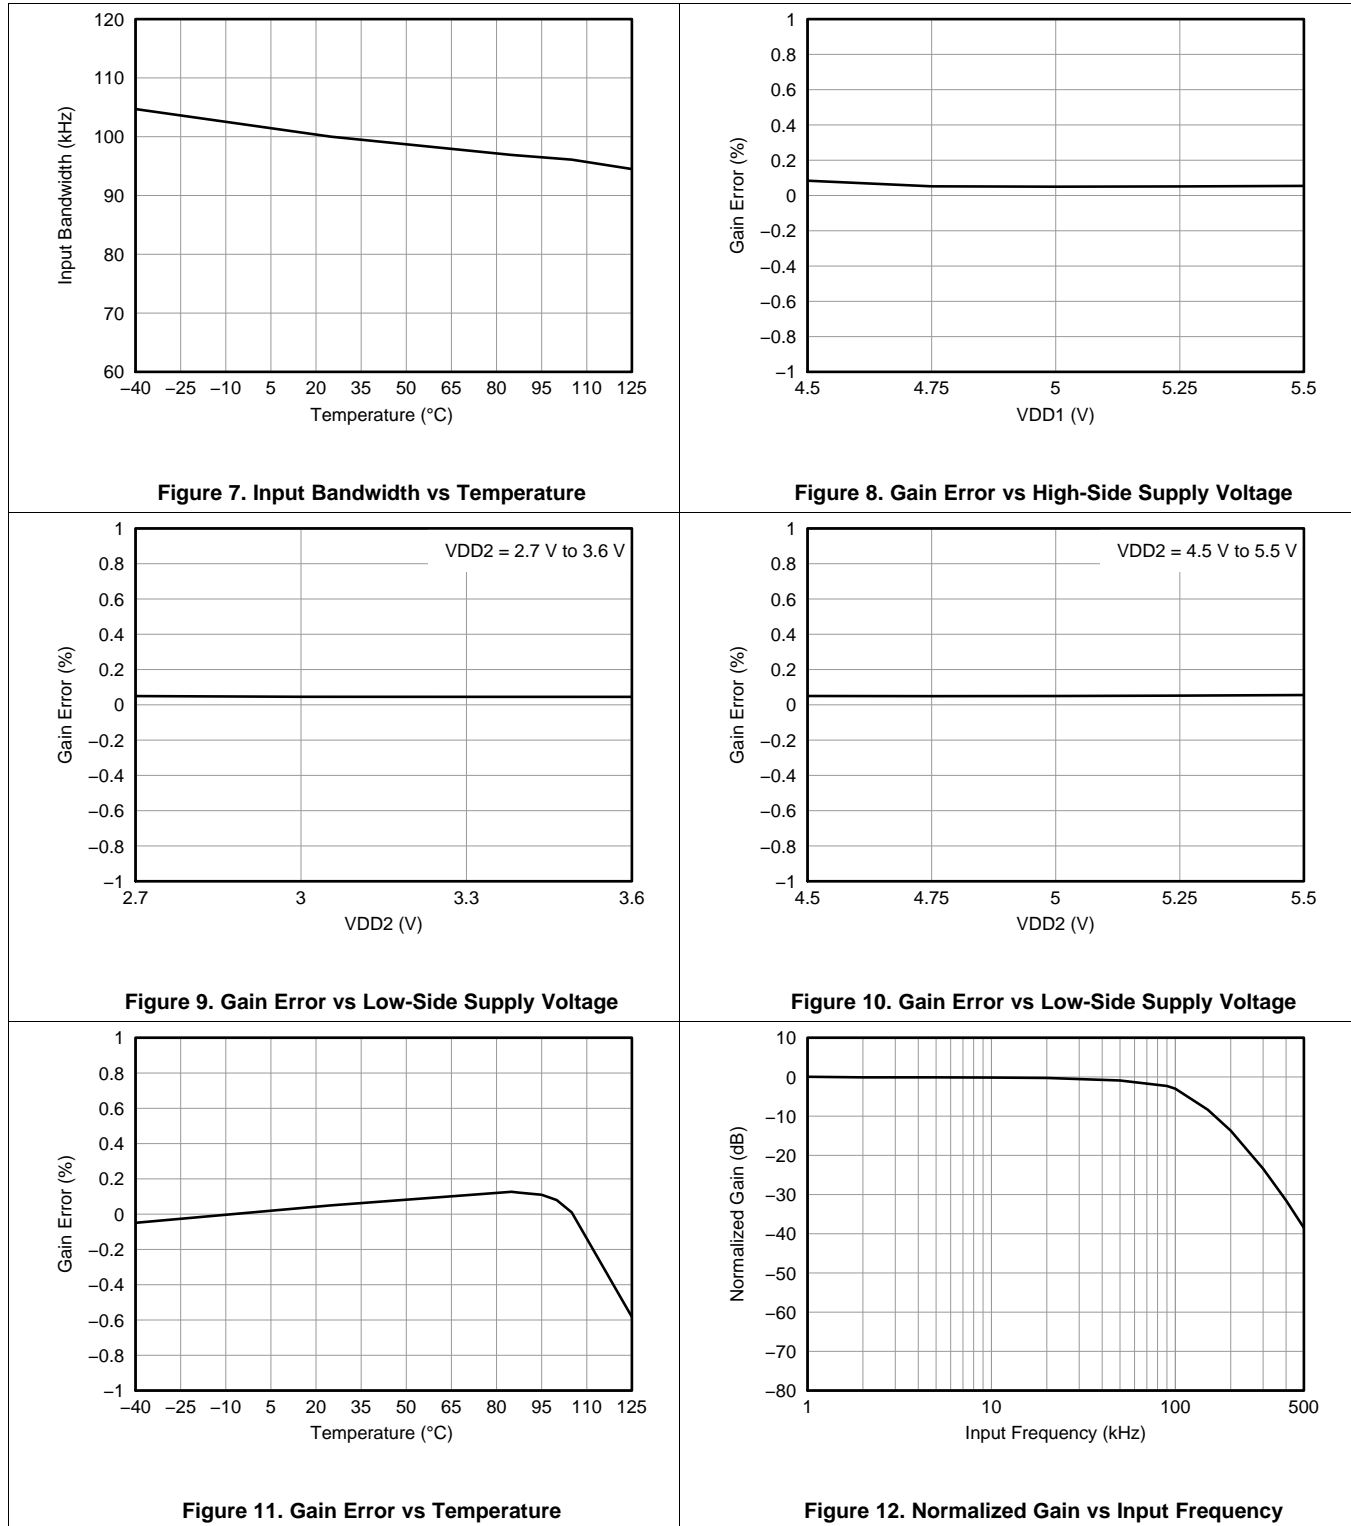 120
110
100
90
80
70
60
Input Bandwidth (kHz)
−40 −25 −10 5 20 35 50 65 80 95 110 125
Temperature (°C)
Figure 7. Input Bandwidth vs Temperature
1
0.8
0.6
0.4
0.2
0
−0.2
−0.4
−0.6
−0.8
−1
Gain Error (%)
4.5 4.75 5 5.25 5.5
VDD1 (V)
Figure 8. Gain Error vs High-Side Supply Voltage
1
0.8
0.6
0.4
0.2
0
−0.2
−0.4
−0.6
−0.8
−1
Gain Error (%)
VDD2 = 2.7 V to 3.6 V
2.7 3 3.3 3.6
VDD2 (V)
Figure 9. Gain Error vs Low-Side Supply Voltage
1
0.8
0.6
0.4
0.2
0
−0.2
−0.4
−0.6
−0.8
−1
Gain Error (%)
VDD2 = 4.5 V to 5.5 V
4.5 4.75 5 5.25 5.5
VDD2 (V)
Figure 10. Gain Error vs Low-Side Supply Voltage
1
0.8
0.6
0.4
0.2
0
−0.2
−0.4
−0.6
−0.8
−1
Gain Error (%)
−40 −25 −10 5 20 35 50 65 80 95 110 125
Temperature (°C)
Figure 11. Gain Error vs Temperature
10
0
−10
−20
−30
−40
−50
−60
−70
−80
Normalized Gain (dB)
1 10 100 500
Input Frequency (kHz)
Figure 12. Normalized Gain vs Input Frequency